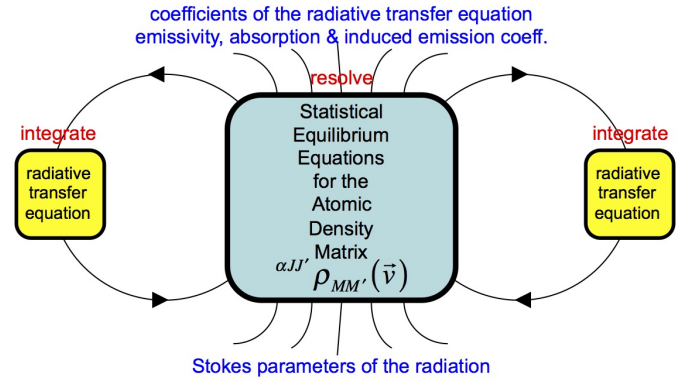 coefficients of the radiative transfer equation
emissivity, absorption & induced emission coeff.
resolve
integrate
radiative
transfer
equation
Statistical
Equilibrium
Equations
for the
Atomic
Density
Matrix
αJJ′ ρ_MM′(v⃗)
integrate
radiative
transfer
equation
Stokes parameters of the radiation